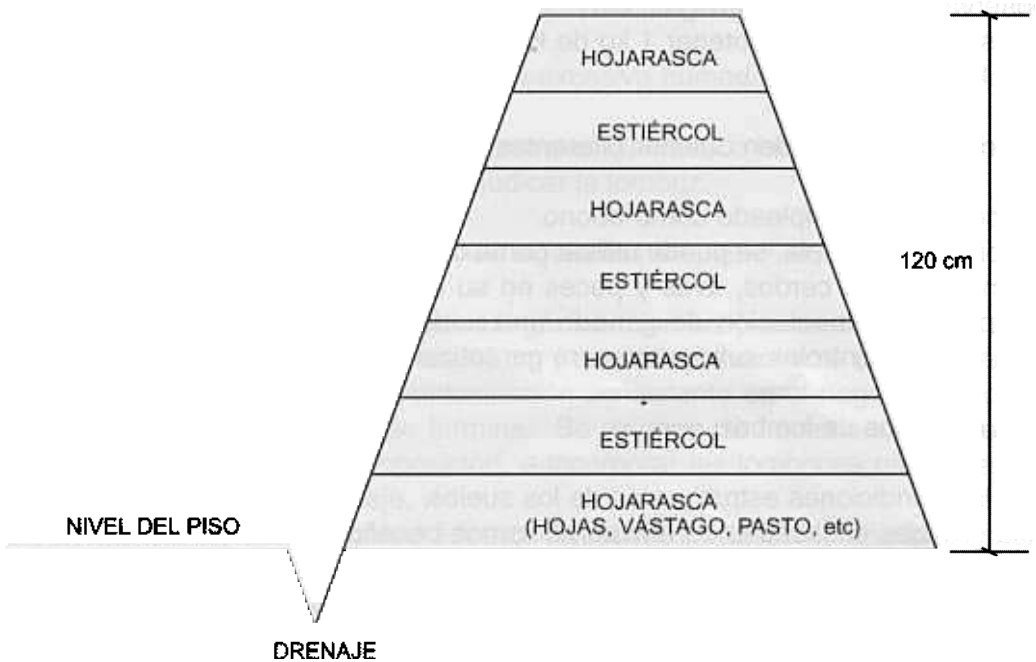 HOJARASCA
ESTIÉRCOL
HOJARASCA
ESTIÉRCOL
HOJARASCA
ESTIÉRCOL
HOJARASCA
(HOJAS, VÁSTAGO, PASTO, etc)
120 cm
NIVEL DEL PISO
DRENAJE